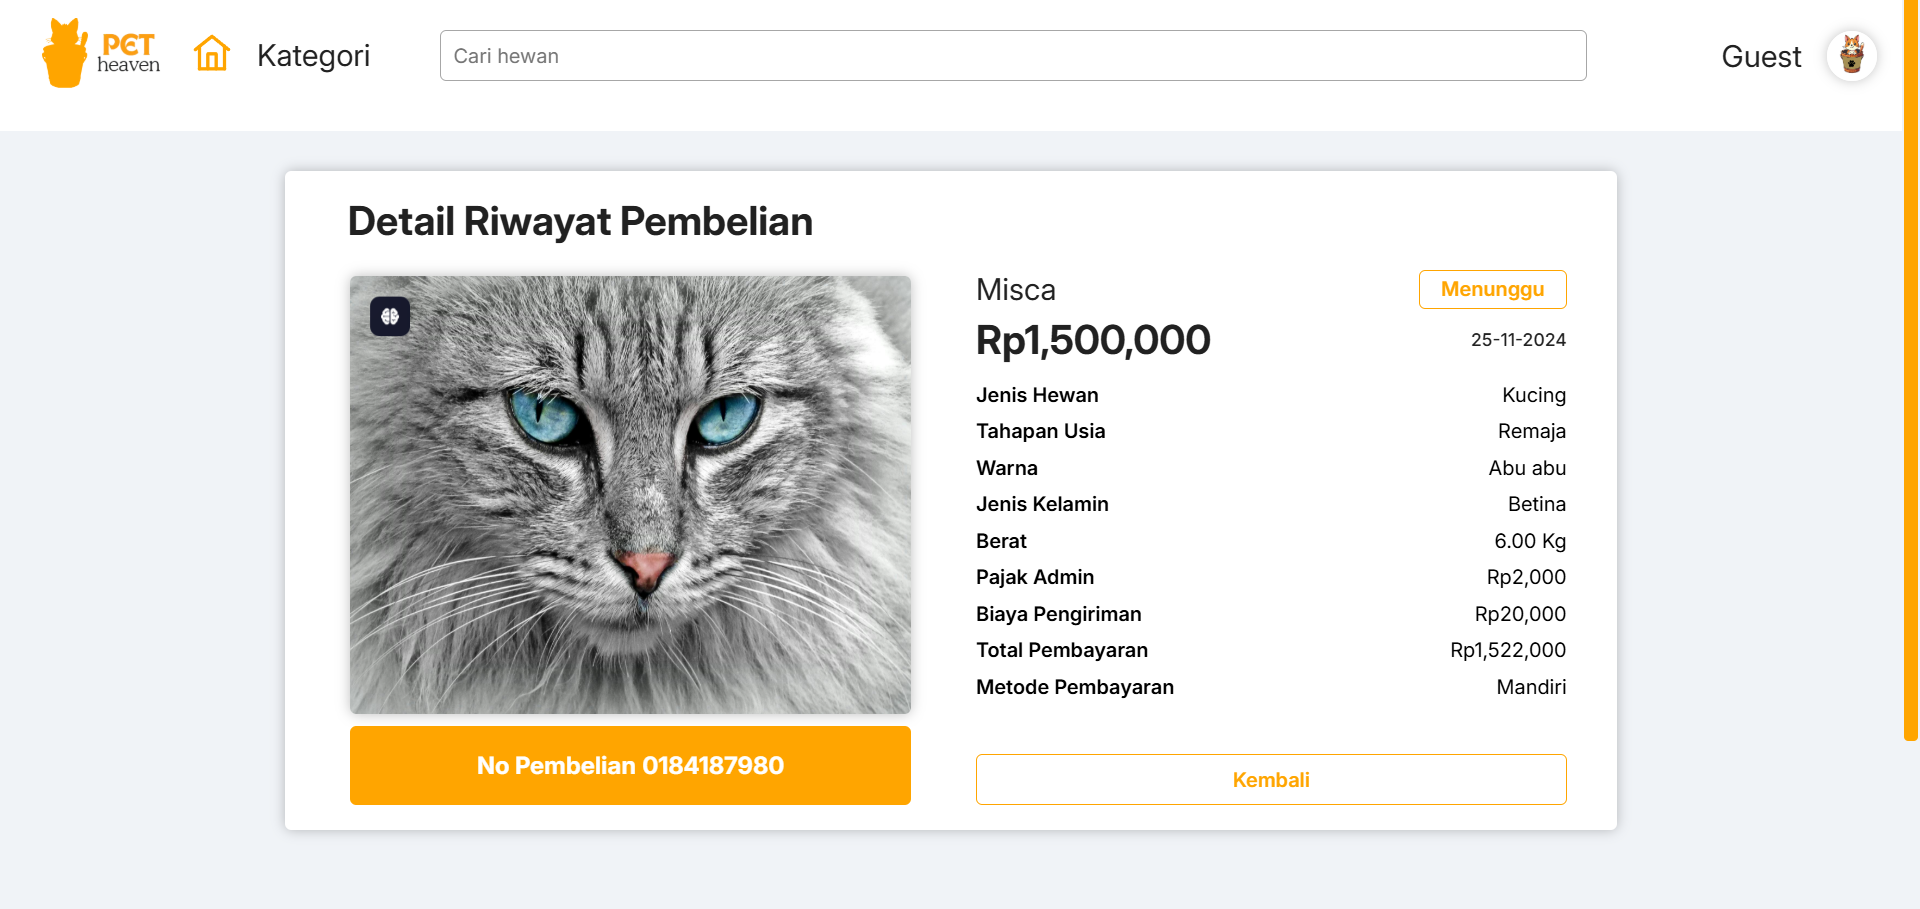 PET
heaven
Kategori
Cari hewan
Guest
Detail Riwayat Pembelian
Misca
Menunggu
Rp1,500,000
25-11-2024
Jenis Hewan Kucing
Tahapan Usia Remaja
Warna Abu abu
Jenis Kelamin Betina
Berat 6.00 Kg
Pajak Admin Rp2,000
Biaya Pengiriman Rp20,000
Total Pembayaran Rp1,522,000
Metode Pembayaran Mandiri
No Pembelian 0184187980
Kembali